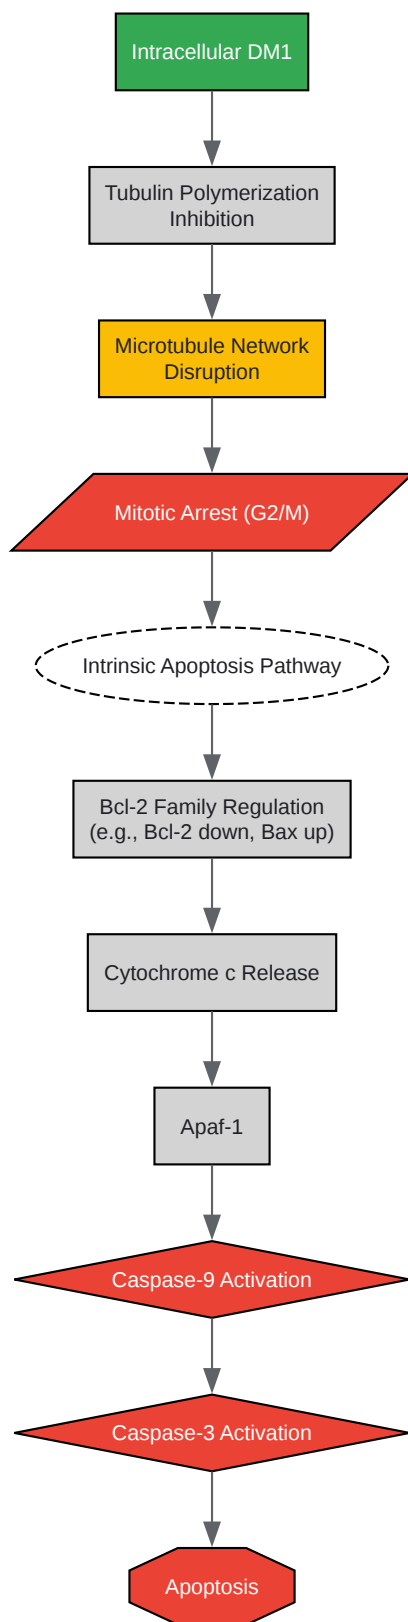 Intracellular DM1
Tubulin Polymerization
Inhibition
Microtubule Network
Disruption
Mitotic Arrest (G2/M)
Intrinsic Apoptosis Pathway
Bcl-2 Family Regulation
(e.g., Bcl-2 down, Bax up)
Cytochrome c Release
Apaf-1
Caspase-9 Activation
Caspase-3 Activation
Apoptosis